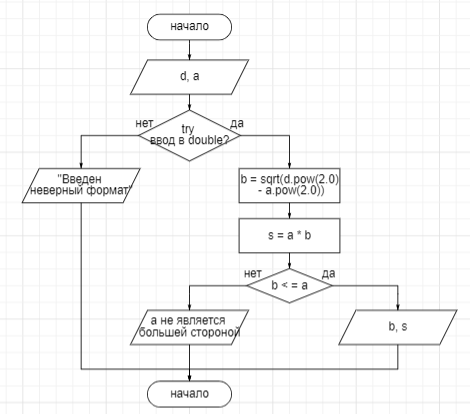 начало
d, a
нет
да
try
ввод в double?
"Введен
неверный формат"
b = sqrt(d.pow(2.0)
- a.pow(2.0))
s = a * b
нет
да
b < = a
а не является
большей стороной
b, s
начало